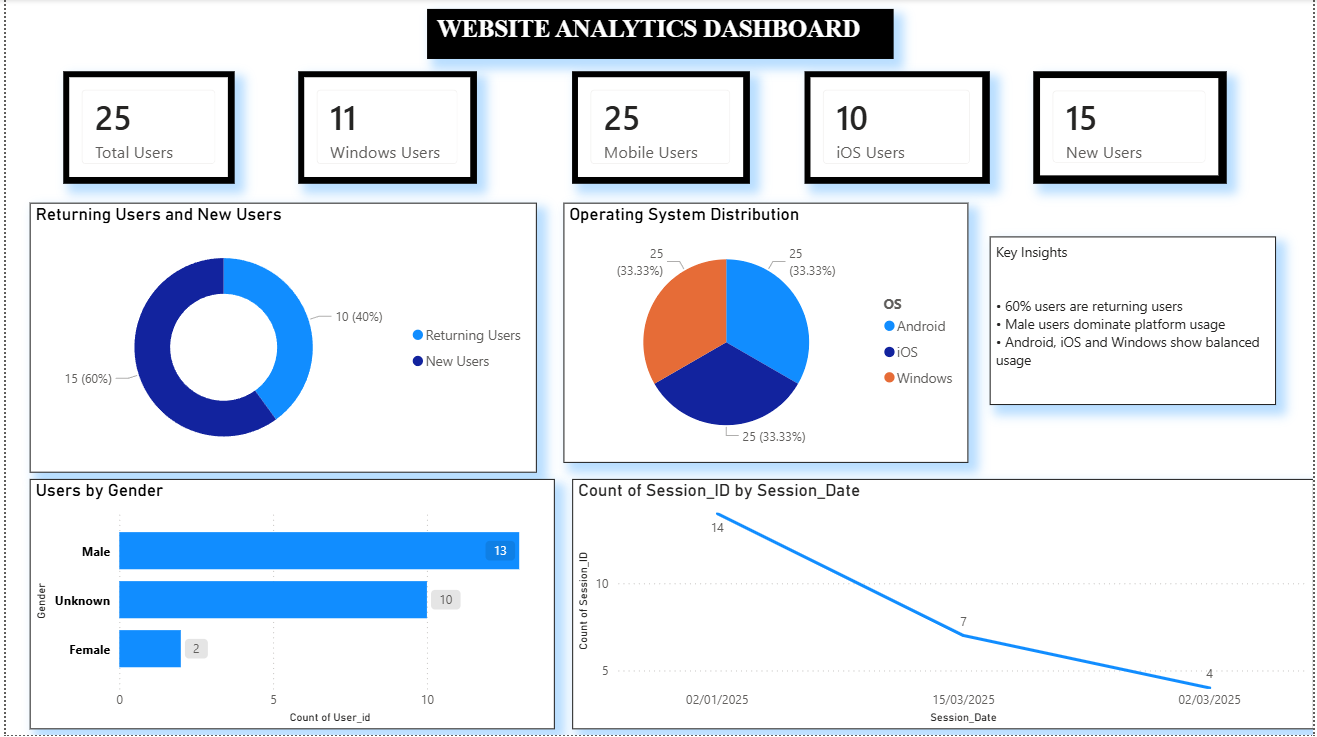 WEBSITE ANALYTICS DASHBOARD
25
Total Users
11
Windows Users
25
Mobile Users
10
iOS Users
15
New Users
Returning Users and New Users
10 (40%)
15 (60%)
Returning Users
New Users
Operating System Distribution
25
(33.33%)
25
(33.33%)
25 (33.33%)
OS
Android
iOS
Windows
Key Insights
• 60% users are returning users
• Male users dominate platform usage
• Android, iOS and Windows show balanced
usage
Users by Gender
Gender
Male
13
Unknown
10
Female
2
0
5
10
Count of User_id
Count of Session_ID by Session_Date
Count of Session_ID
10
5
14
7
4
02/01/2025
15/03/2025
02/03/2025
Session_Date